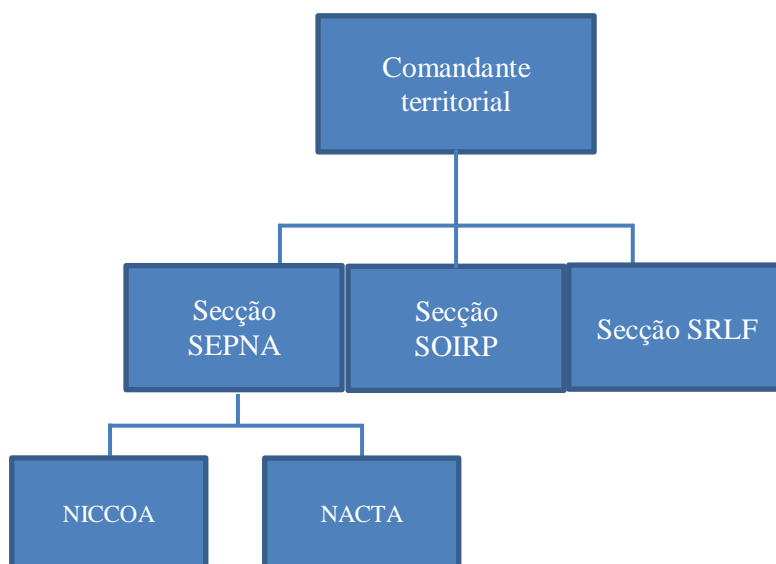 Comandante
territorial
Secção
SEPNA
Secção
SOIRP
Secção SRLF
NICCOA
NACTA